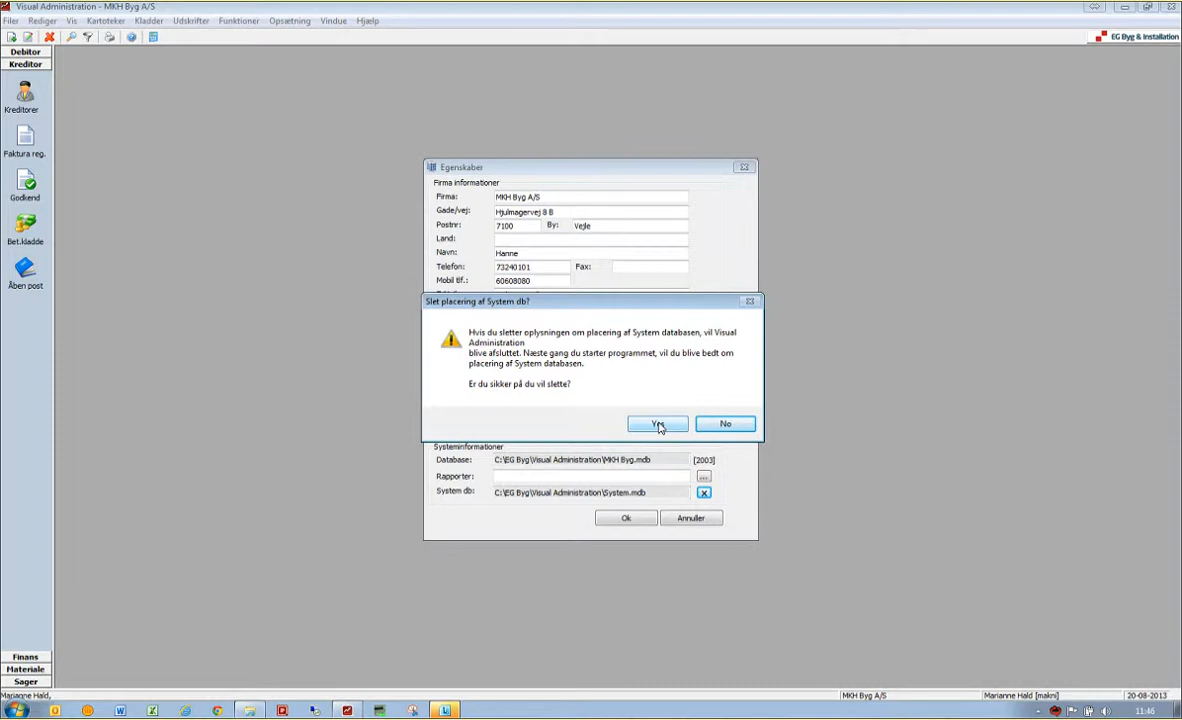 Visual Administration - MKH Byg A/S
Filer Rediger Vis Kartoteker Kladder Udskrifter Funktioner Opsætning Vindue Hjælp
EG Byg & Installation
Debitor
Kreditor
Kreditorer
Faktura reg.
Godkend
Bet.kladde
Åben post
Egenskaber
Firma informationer
Firma: MKH Byg A/S
Gade/vej: Hjulmagervej 8 B
Postnr: 7100 By: Vejle
Land:
Navn: Hanne
Telefon: 73240101 Fax:
Mobil tlf.: 60608080
Slet placering af System db?
Hvis du sletter oplysningen om placering af System databasen, vil Visual
Administration
blive afsluttet. Næste gang du starter programmet, vil du blive bedt om
placering af System databasen.
Er du sikker på du vil slette?
Yes No
Systeminformationer
Database: C:\EG Byg\Visual Administration\MKH Byg.mdb [2003]
Rapporter: ...
System db: C:\EG Byg\Visual Administration\System.mdb x
Ok Annuller
Finans
Materiale
Sager
Marianne Hald, MKH Byg A/S Marianne Hald [makni] 20-08-2013
11:46